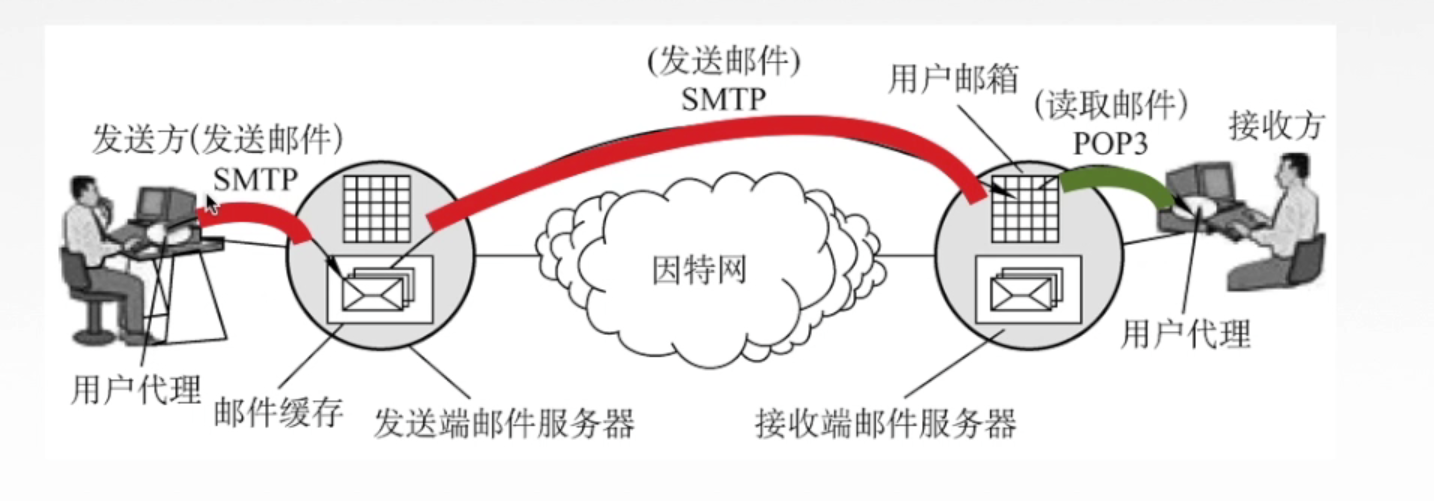 (发送邮件)
SMTP
用户邮箱
(读取邮件)
POP3
接收方
发送方(发送邮件)
SMTP
因特网
用户代理
用户代理
邮件缓存
发送端邮件服务器
接收端邮件服务器